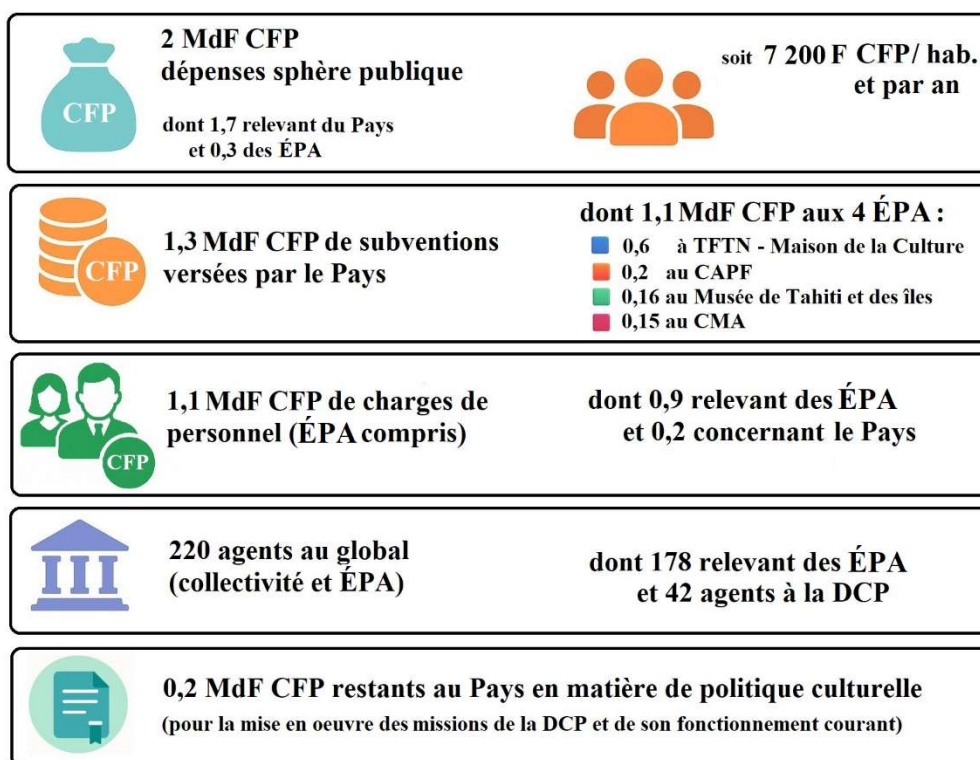 CFP
2 MdF CFP
dépenses sphère publique
dont 1,7 relevant du Pays
et 0,3 des ÉPA
soit 7 200 F CFP/ hab.
et par an
CFP
1,3 MdF CFP de subventions
versées par le Pays
dont 1,1 MdF CFP aux 4 ÉPA :
0,6 à TFTN - Maison de la Culture
0,2 au CAPF
0,16 au Musée de Tahiti et des îles
0,15 au CMA
CFP
1,1 MdF CFP de charges de
personnel (ÉPA compris)
dont 0,9 relevant des ÉPA
et 0,2 concernant le Pays
220 agents au global
(collectivité et ÉPA)
dont 178 relevant des ÉPA
et 42 agents à la DCP
0,2 MdF CFP restants au Pays en matière de politique culturelle
(pour la mise en oeuvre des missions de la DCP et de son fonctionnement courant)